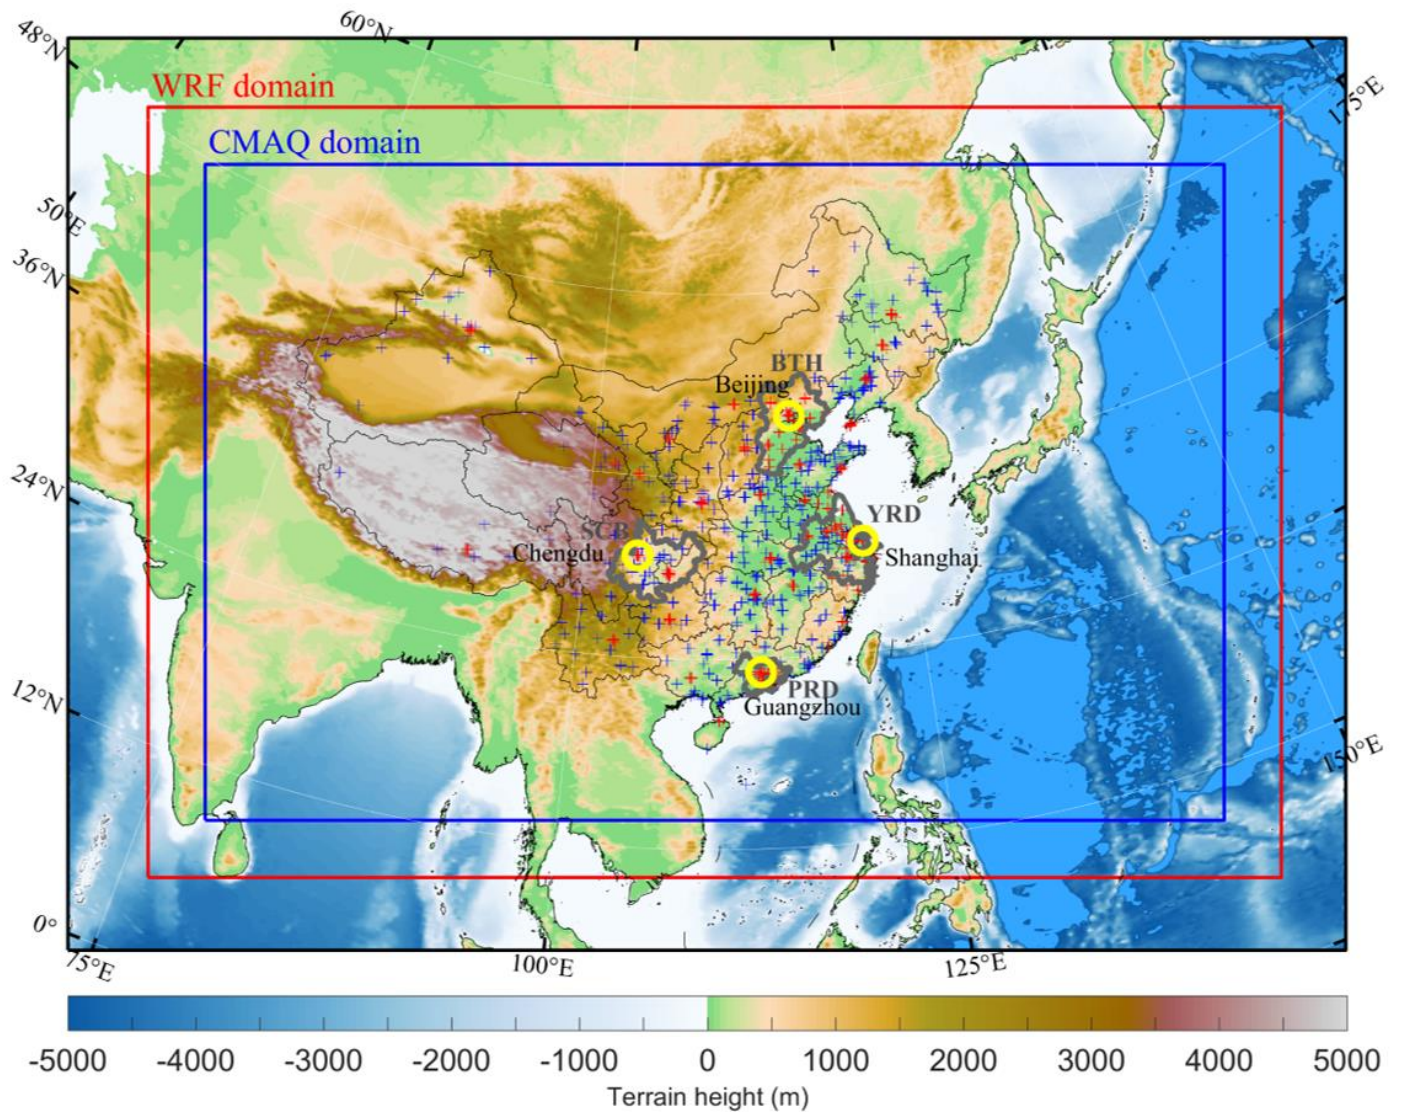 60°N
48°N
WRF domain
175°E
CMAQ domain
50°E
36°N
BTH
Beijing
24°N
YRD
SCB
Chengdu
Shanghai
12°N
PRD
Guangzhou
150°E
0°
75°E
100°E
125°E
-5000 -4000 -3000 -2000 -1000 0 1000 2000 3000 4000 5000
Terrain height (m)